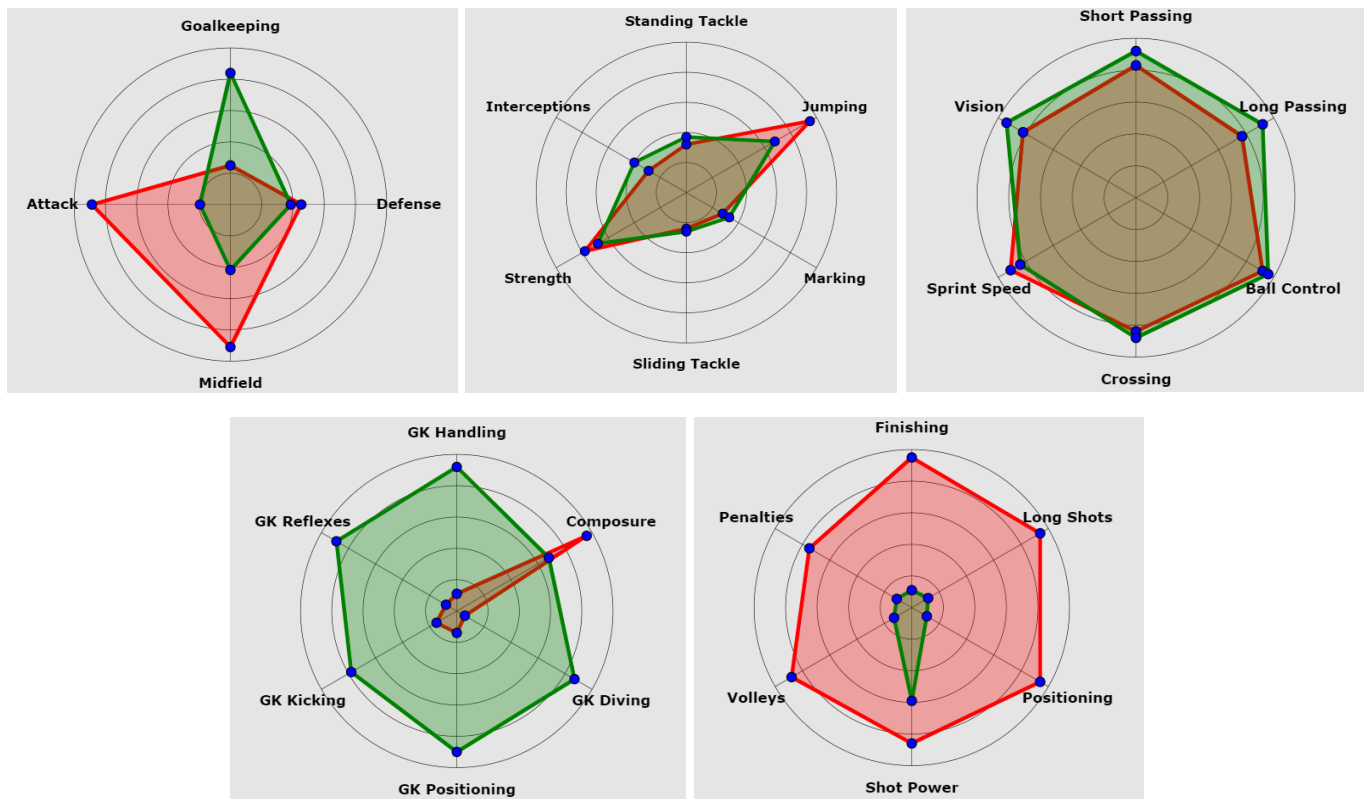 Goalkeeping
Attack
Defense
Midfield
Standing Tackle
Interceptions
Jumping
Strength
Marking
Sliding Tackle
Short Passing
Vision
Long Passing
Sprint Speed
Ball Control
Crossing
GK Handling
GK Reflexes
Composure
GK Kicking
GK Diving
GK Positioning
Finishing
Penalties
Long Shots
Volleys
Positioning
Shot Power